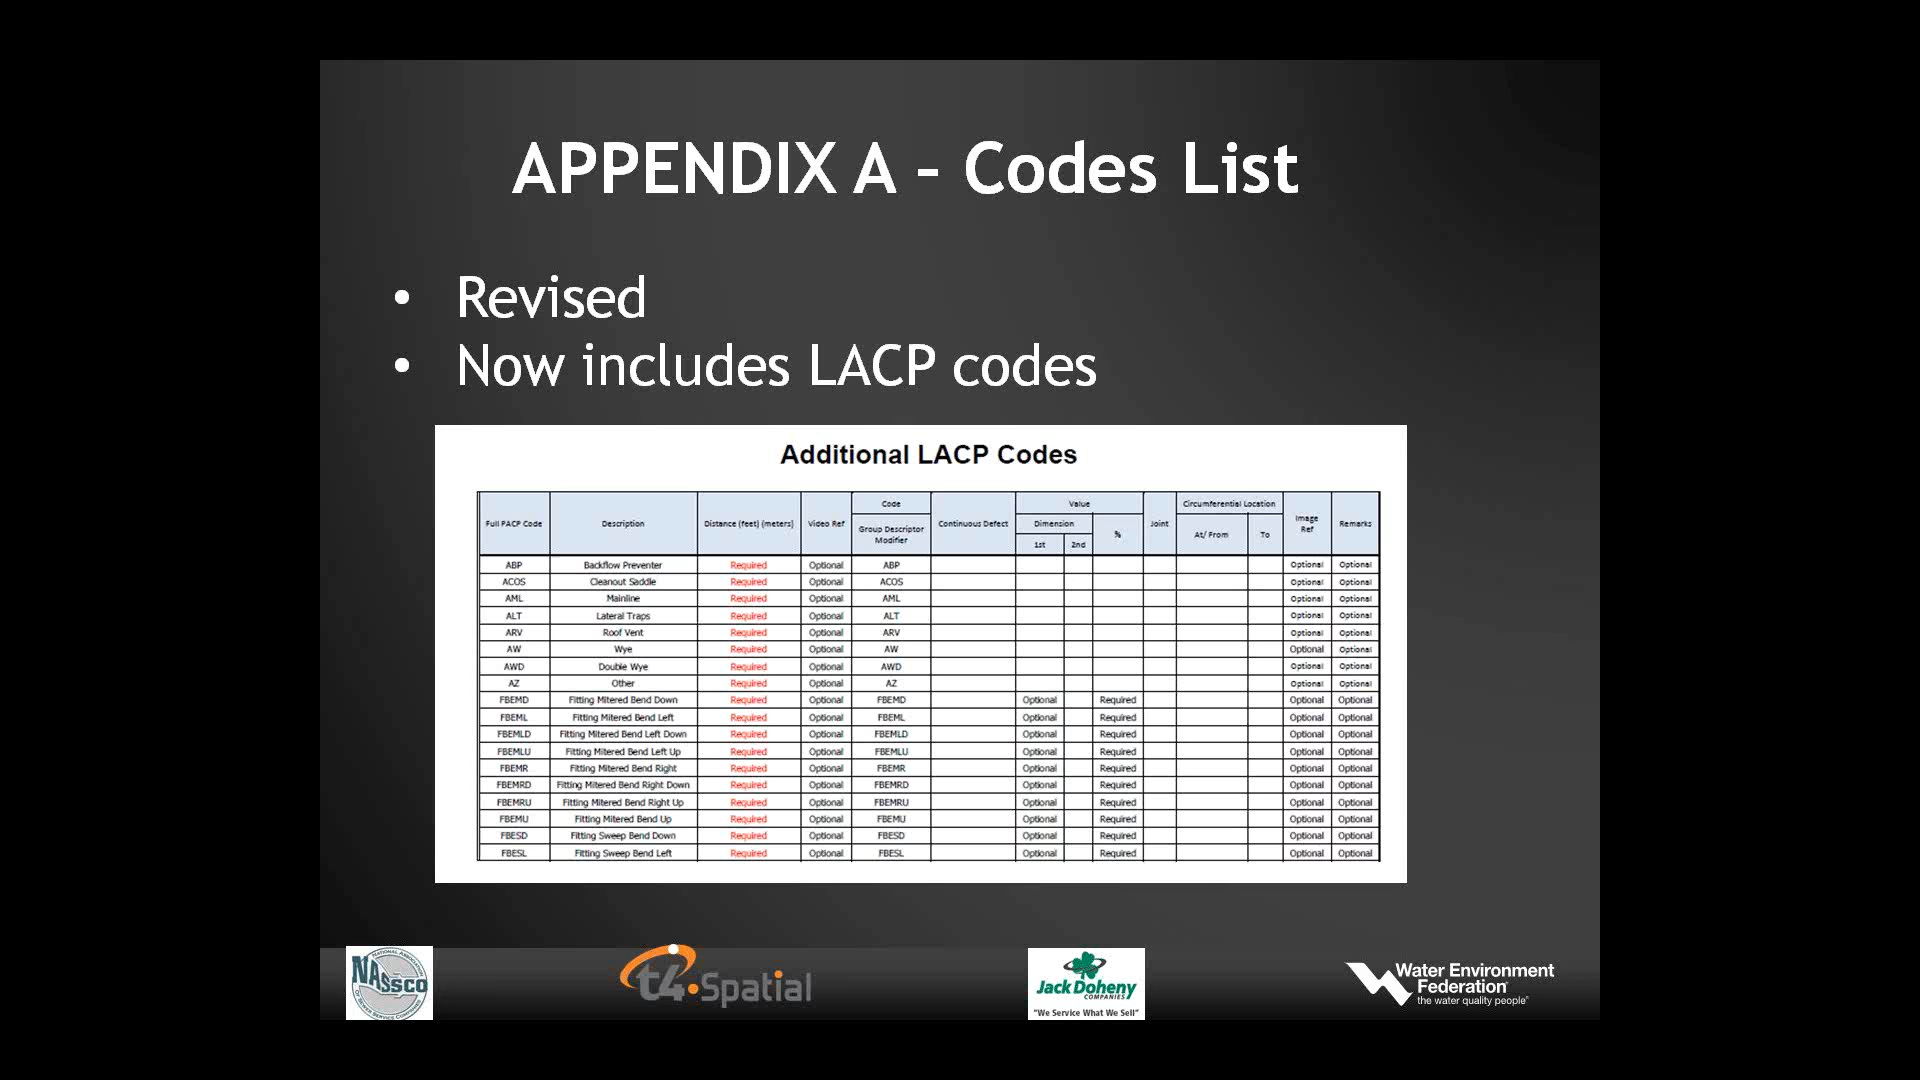 APPENDIX A – Codes List
• Revised
• Now includes LACP codes
Additional LACP Codes
Full PACP Code Description Distance (feet) (meters) Video Ref Code Group Descriptor Modifier Continuous Defect Value Dimension 1st 2nd % Joint Circumferential Location At/ From To Image Ref Remarks
ABP Backflow Preventer Required Optional ABP Optional Optional
ACOS Cleanout Saddle Required Optional ACOS Optional Optional
AML Mainline Required Optional AML Optional Optional
ALT Lateral Traps Required Optional ALT Optional Optional
ARV Roof Vent Required Optional ARV Optional Optional
AW Wye Required Optional AW Optional Optional
AWD Double Wye Required Optional AWD Optional Optional
AZ Other Required Optional AZ Optional Optional
FBEMD Fitting Mitered Bend Down Required Optional FBEMD Optional Required Optional Optional
FBEML Fitting Mitered Bend Left Required Optional FBEML Optional Required Optional Optional
FBEMLD Fitting Mitered Bend Left Down Required Optional FBEMLD Optional Required Optional Optional
FBEMLU Fitting Mitered Bend Left Up Required Optional FBEMLU Optional Required Optional Optional
FBEMR Fitting Mitered Bend Right Required Optional FBEMR Optional Required Optional Optional
FBEMRD Fitting Mitered Bend Right Down Required Optional FBEMRD Optional Required Optional Optional
FBEMRU Fitting Mitered Bend Right Up Required Optional FBEMRU Optional Required Optional Optional
FBEMU Fitting Mitered Bend Up Required Optional FBEMU Optional Required Optional Optional
FBESD Fitting Sweep Bend Down Required Optional FBESD Optional Required Optional Optional
FBESL Fitting Sweep Bend Left Required Optional FBESL Optional Required Optional Optional
NASSCO
t4 Spatial
Jack Doheny
COMPANIES
"We Service What We Sell"
Water Environment
Federation
the water quality people®